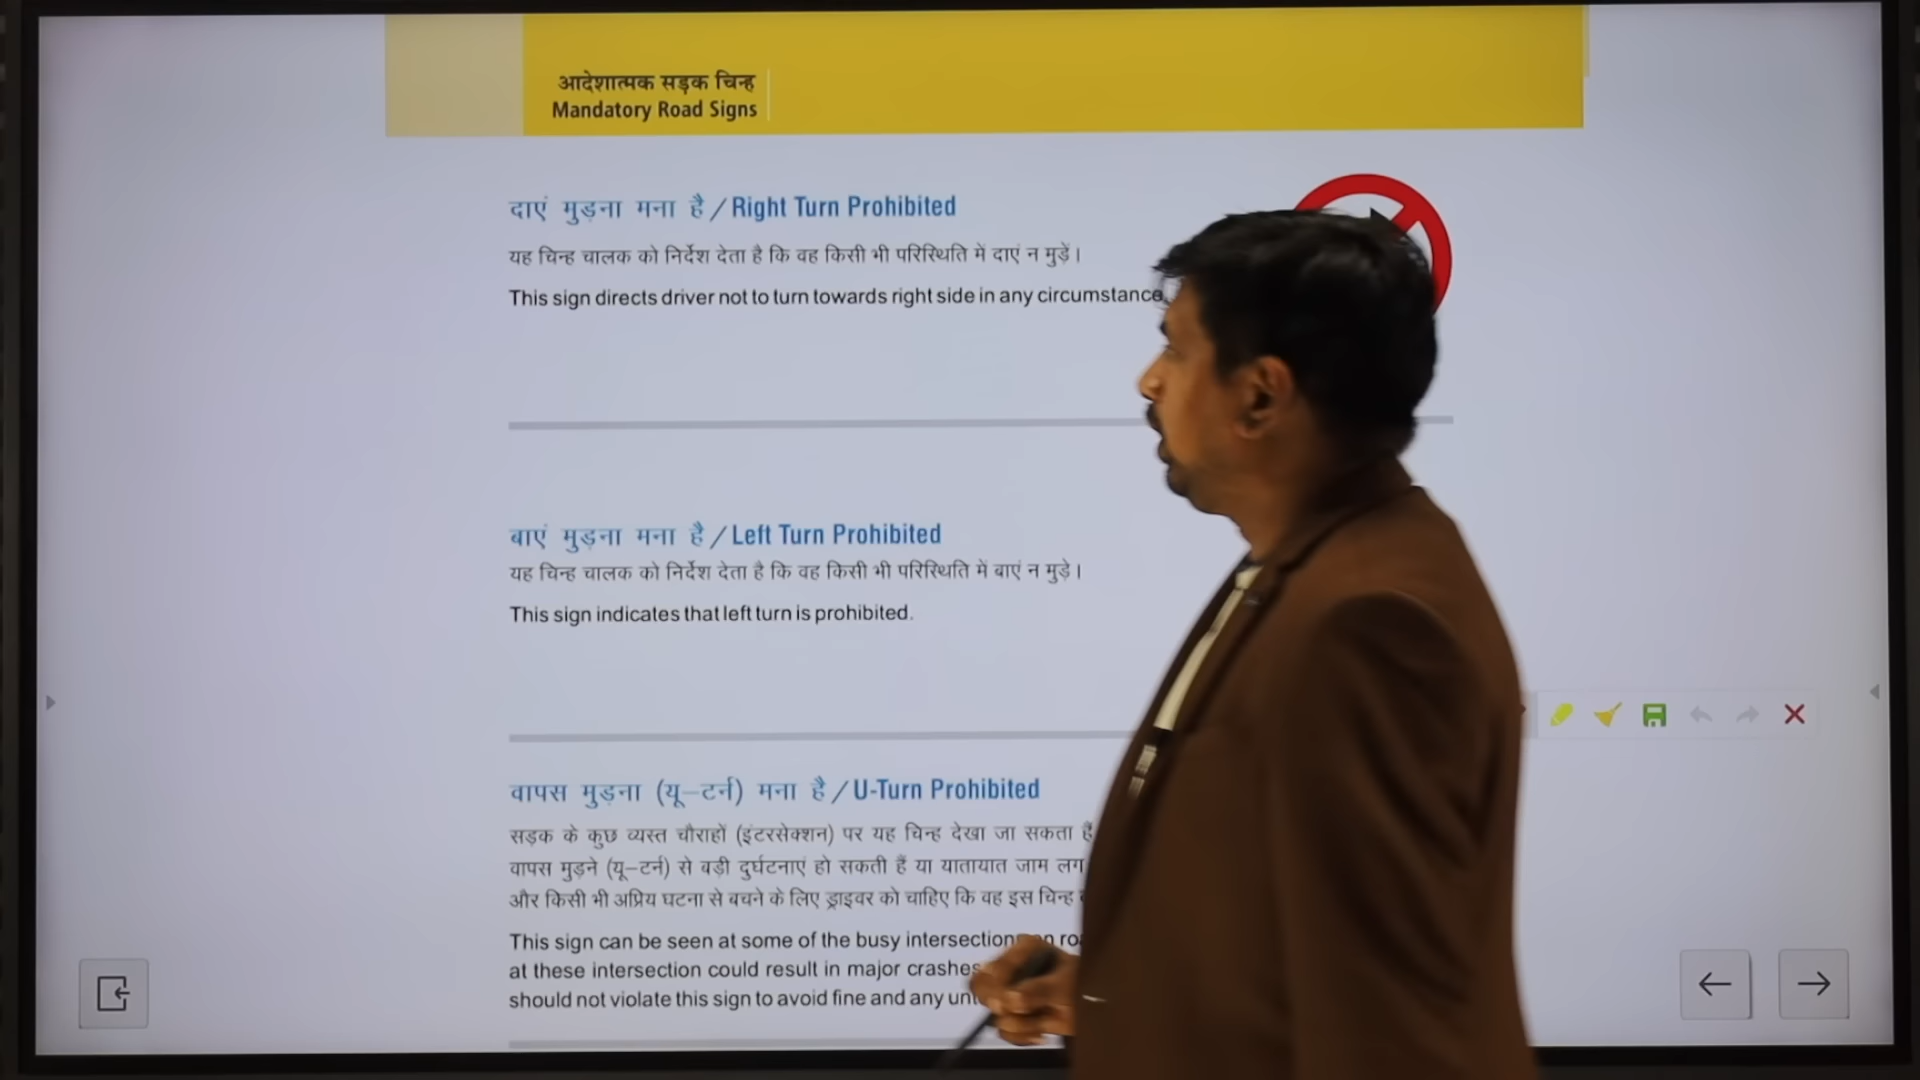 आदेशात्मक सड़क चिन्ह
Mandatory Road Signs
दाएं मुड़ना मना है / Right Turn Prohibited
यह चिन्ह चालक को निर्देश देता है कि वह किसी भी परिस्थिति में दाएं न मुड़ें।
This sign directs driver not to turn towards right side in any circumstance
बाएं मुड़ना मना है / Left Turn Prohibited
यह चिन्ह चालक को निर्देश देता है कि वह किसी भी परिस्थिति में बाएं न मुड़े।
This sign indicates that left turn is prohibited.
वापस मुड़ना (यू–टर्न) मना है / U-Turn Prohibited
सड़क के कुछ व्यस्त चौराहों (इंटरसेक्शन) पर यह चिन्ह देखा जा सकता है
वापस मुड़ने (यू–टर्न) से बड़ी दुर्घटनाएं हो सकती हैं या यातायात जाम लग
और किसी भी अप्रिय घटना से बचने के लिए ड्राइवर को चाहिए कि वह इस चिन्ह
This sign can be seen at some of the busy intersection
at these intersection could result in major crashes
should not violate this sign to avoid fine and any